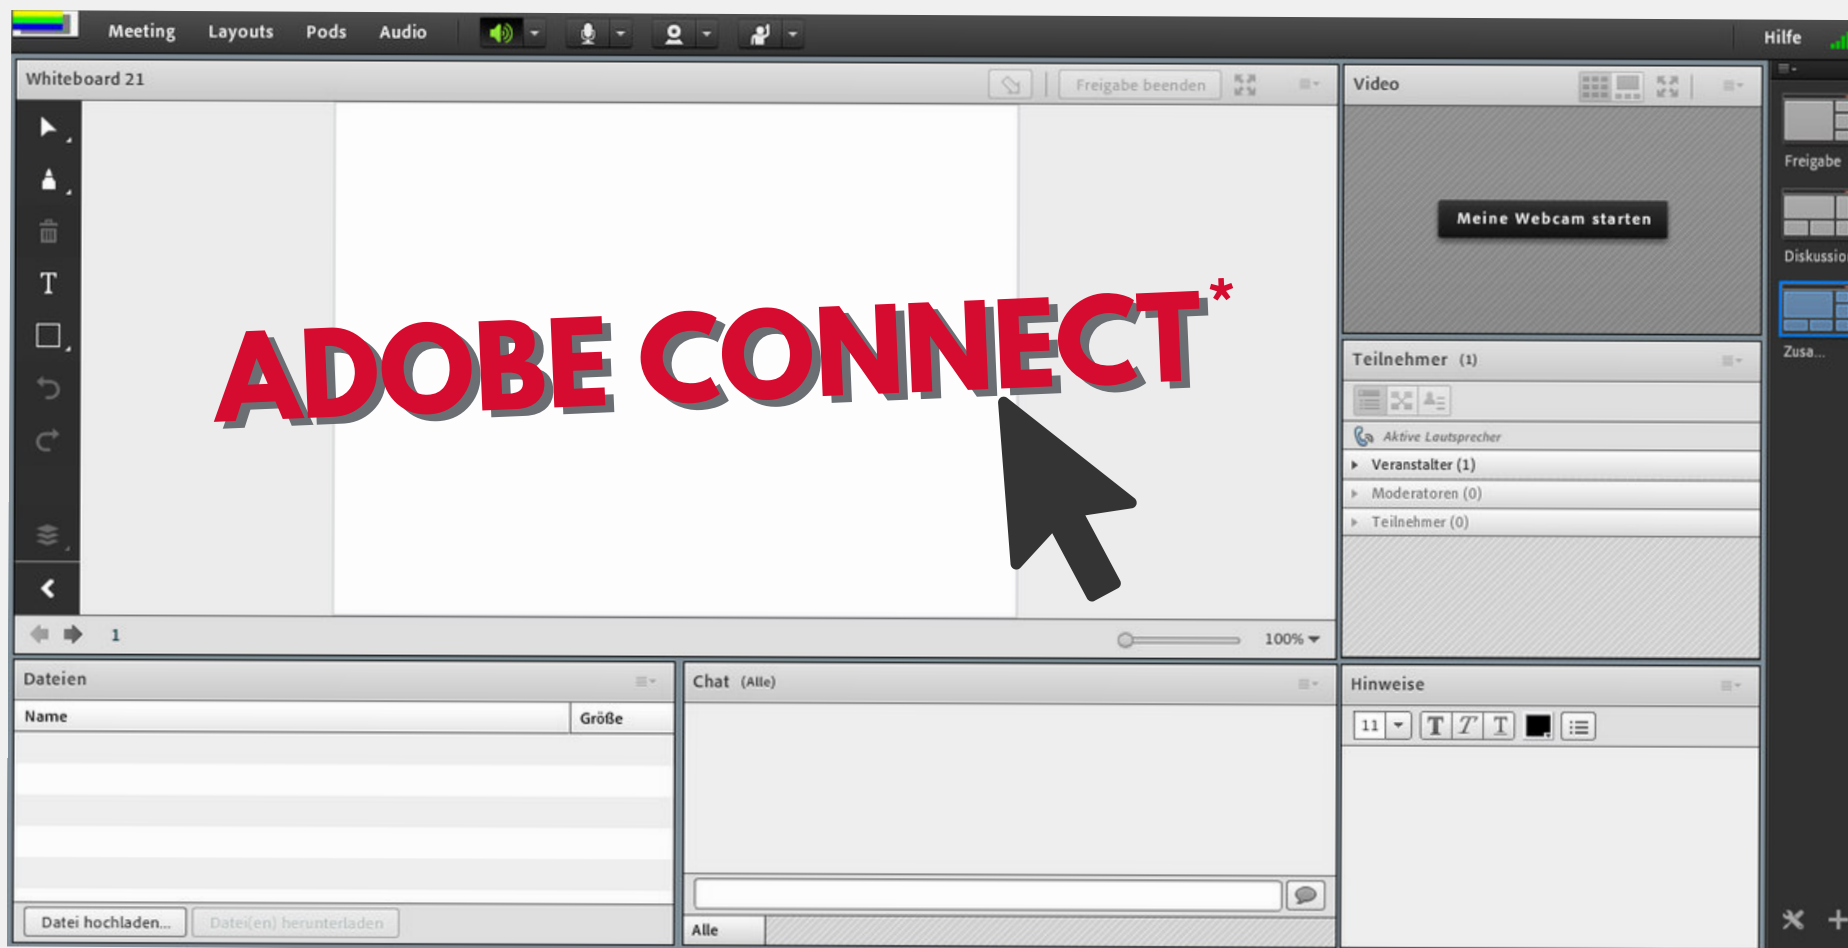 Meeting Layouts Pods Audio Hilfe
Whiteboard 21 Freigabe beenden
Video
Meine Webcam starten
Freigabe
Zusa...
T
ADOBE CONNECT*
Teilnehmer (1)
Aktive Lautsprecher
Veranstalter (1)
Moderatoren (0)
Teilnehmer (0)
1 100%
Dateien
Name Größe
Datei hochladen... Datei(en) herunterladen
Chat (Alle)
Alle
Hinweise
11 T T T